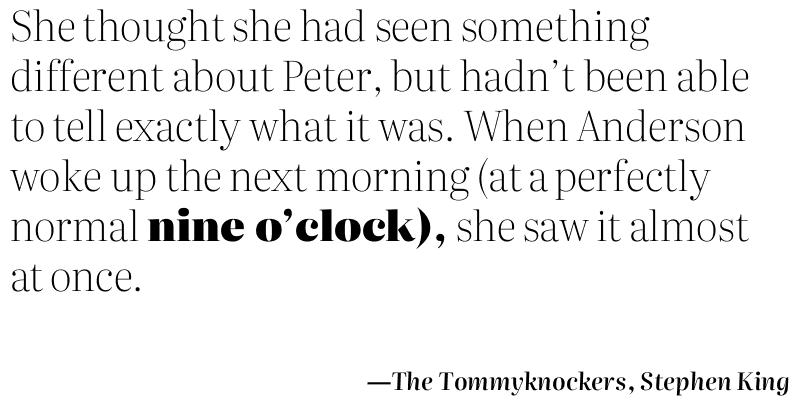 She thought she had seen something
different about Peter, but hadn’t been able
to tell exactly what it was. When Anderson
woke up the next morning (at a perfectly
normal nine o’clock), she saw it almost
at once.
—The Tommyknockers, Stephen King